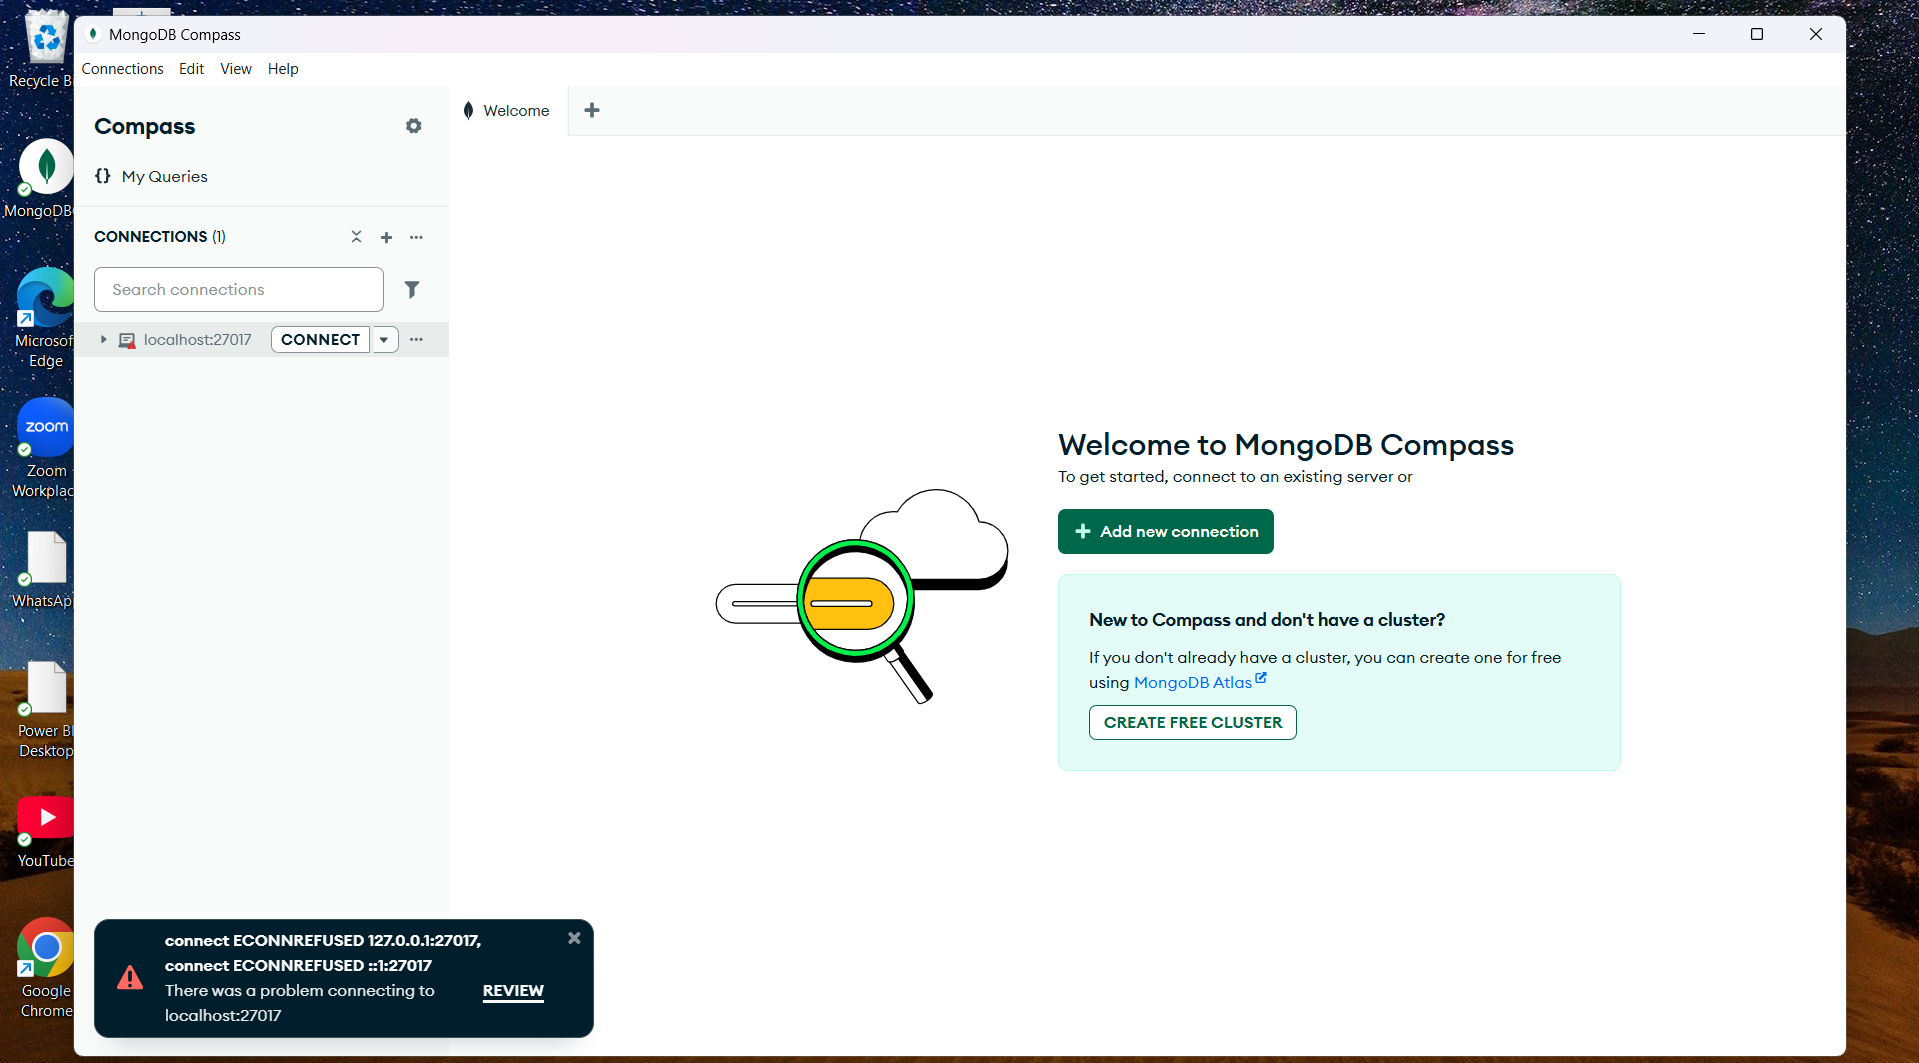 Recycle B
MongoDB
Microsof
Edge
zoom
Zoom
Workplac
WhatsAp
Power BI
Desktop
YouTube
Google
Chrome
MongoDB Compass
Connections Edit View Help
Compass
{} My Queries
CONNECTIONS (1)
Search connections
localhost:27017 CONNECT
Welcome
Welcome to MongoDB Compass
To get started, connect to an existing server or
+ Add new connection
New to Compass and don't have a cluster?
If you don't already have a cluster, you can create one for free
using MongoDB Atlas
CREATE FREE CLUSTER
connect ECONNREFUSED 127.0.0.1:27017,
connect ECONNREFUSED ::1:27017
There was a problem connecting to
localhost:27017
REVIEW